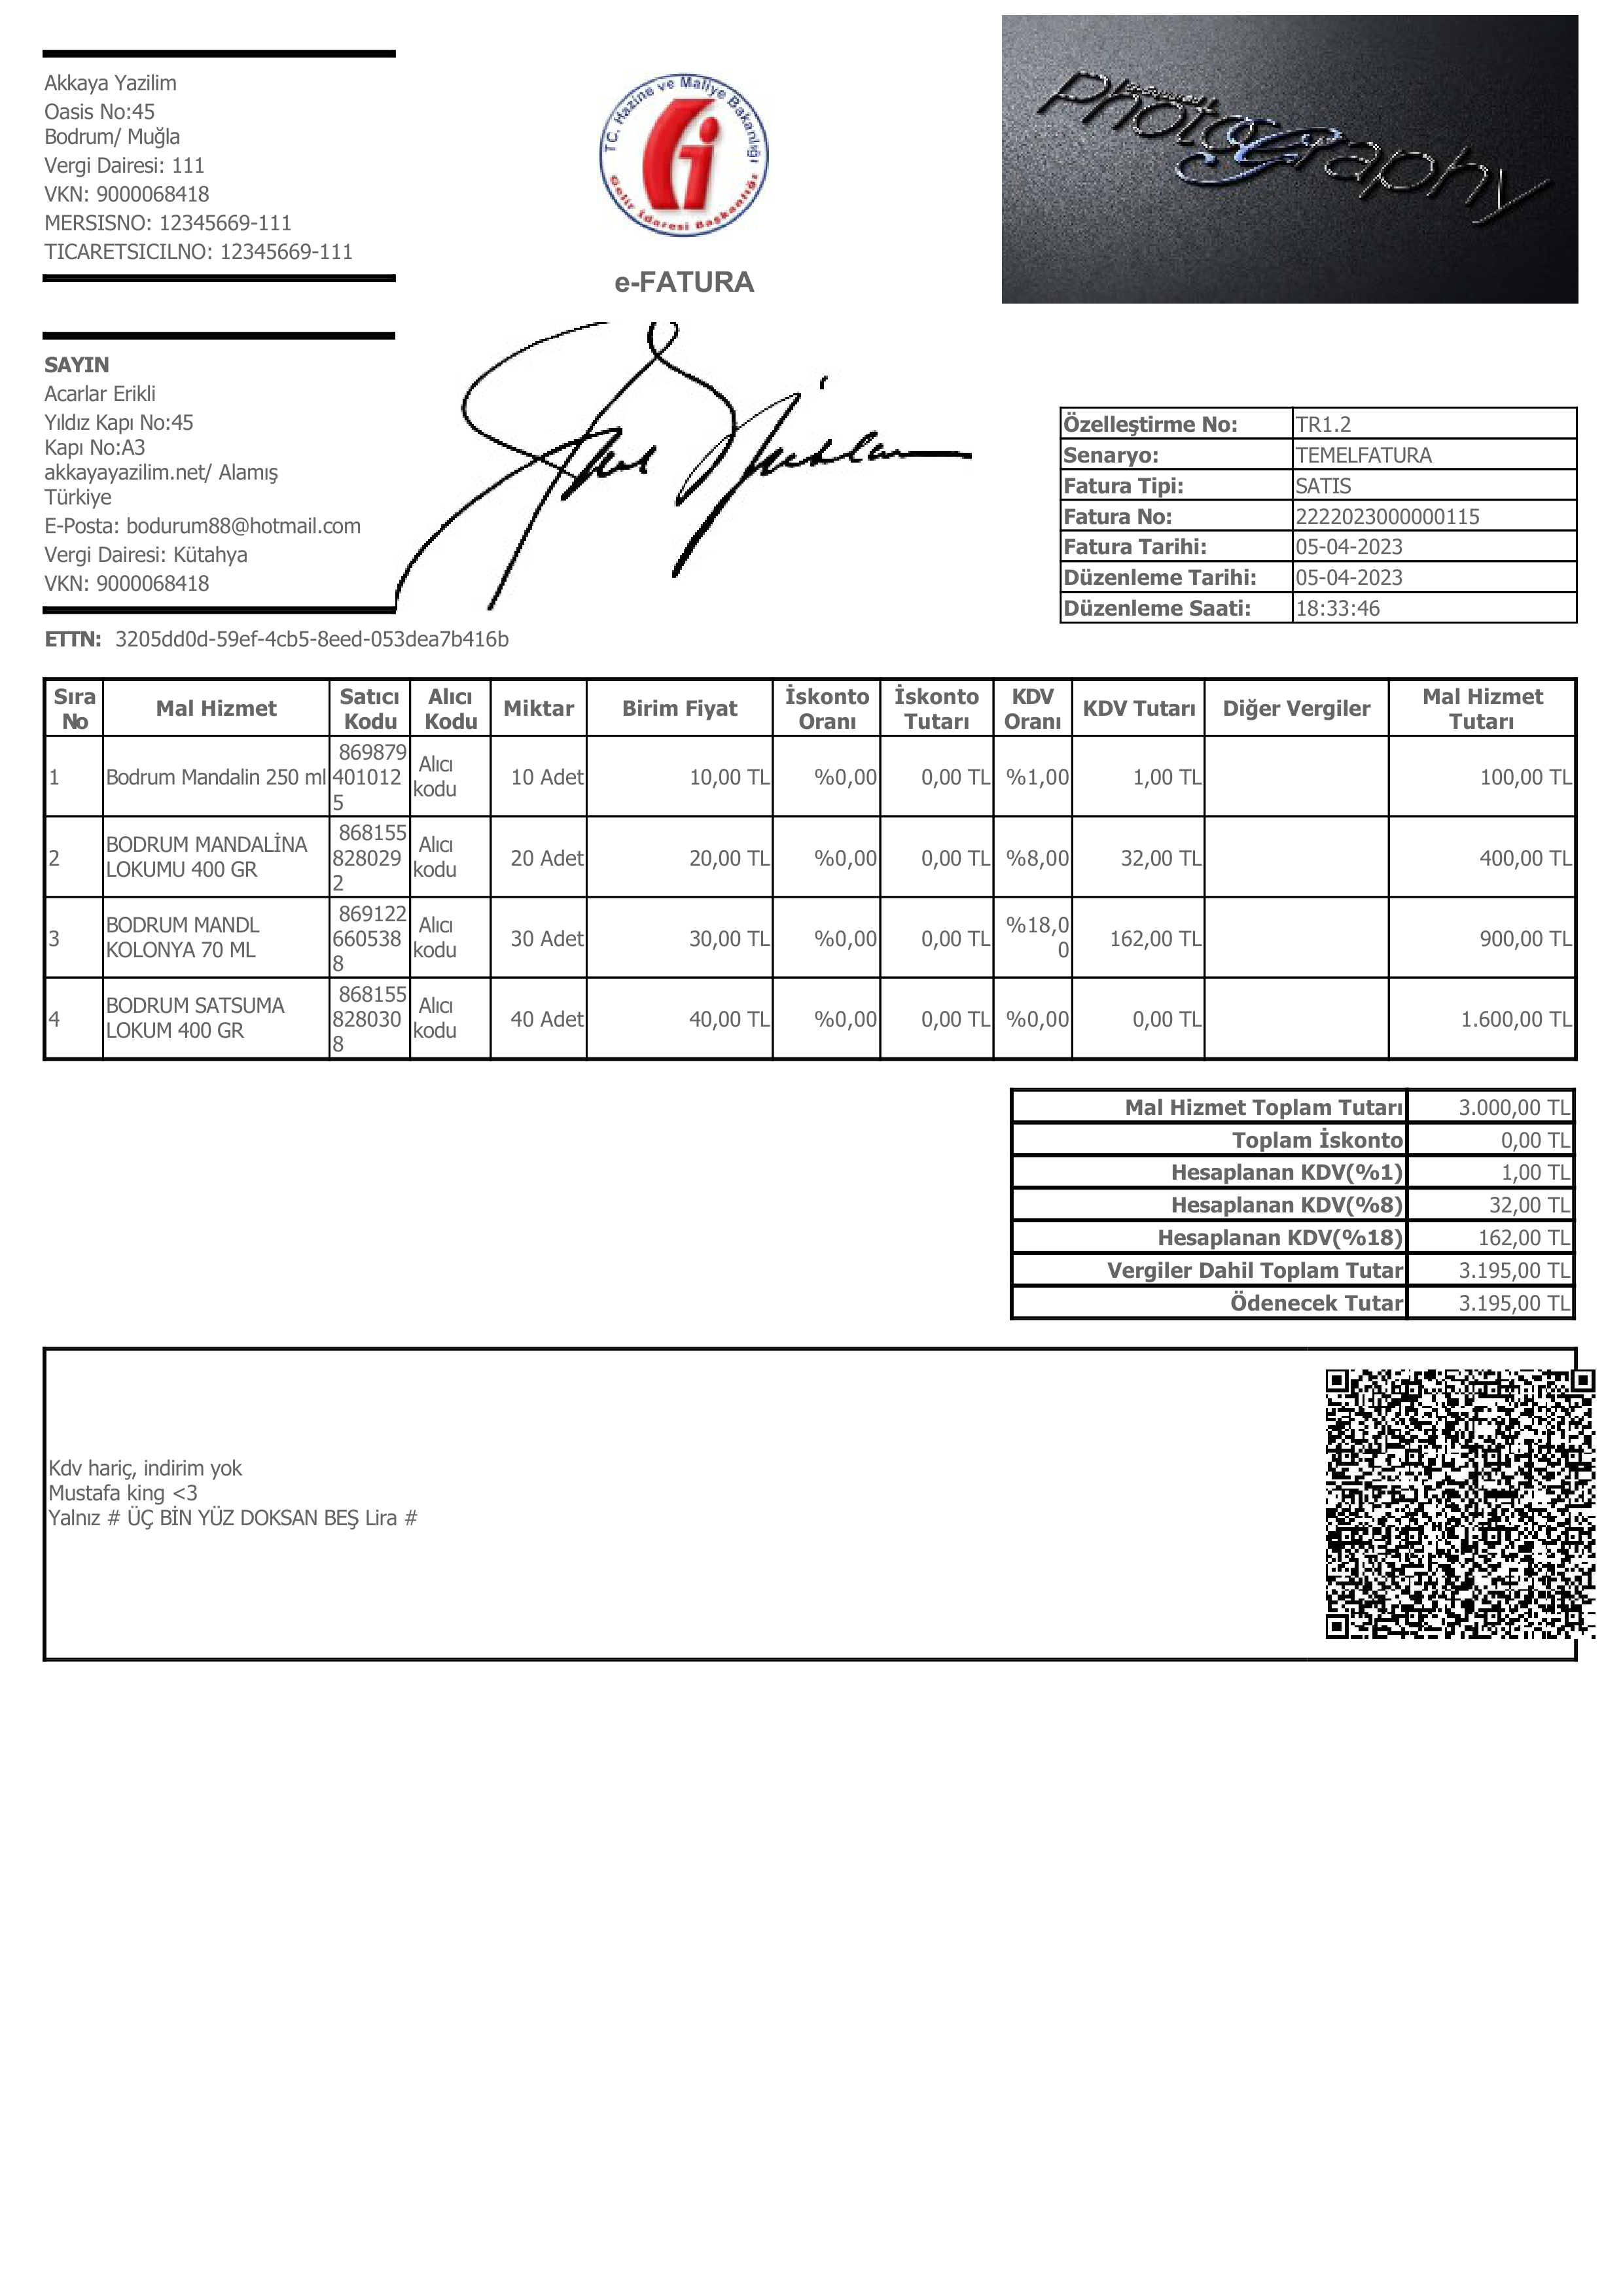 Akkaya Yazilim
Oasis No:45
Bodrum/ Muğla
Vergi Dairesi: 111
VKN: 9000068418
MERSISNO: 12345669-111
TICARETSICILNO: 12345669-111
TC. Hazine ve Maliye Bakanlığı
Gelir İdaresi Başkanlığı
e-FATURA
PhotoGraphy
SAYIN
Acarlar Erikli
Yıldız Kapı No:45
Kapı No:A3
akkayayazilim.net/ Alamış
Türkiye
E-Posta: bodurum88@hotmail.com
Vergi Dairesi: Kütahya
VKN: 9000068418
Özelleştirme No: TR1.2
Senaryo: TEMELFATURA
Fatura Tipi: SATIS
Fatura No: 2222023000000115
Fatura Tarihi: 05-04-2023
Düzenleme Tarihi: 05-04-2023
Düzenleme Saati: 18:33:46
ETTN: 3205dd0d-59ef-4cb5-8eed-053dea7b416b
Sıra No Mal Hizmet Satıcı Kodu Alıcı Kodu Miktar Birim Fiyat İskonto Oranı İskonto Tutarı KDV Oranı KDV Tutarı Diğer Vergiler Mal Hizmet Tutarı
1 Bodrum Mandalin 250 ml 8698794010125 Alıcı kodu 10 Adet 10,00 TL %0,00 0,00 TL %1,00 1,00 TL 100,00 TL
2 BODRUM MANDALİNA LOKUMU 400 GR 8681558280292 Alıcı kodu 20 Adet 20,00 TL %0,00 0,00 TL %8,00 32,00 TL 400,00 TL
3 BODRUM MANDL KOLONYA 70 ML 8691226605388 Alıcı kodu 30 Adet 30,00 TL %0,00 0,00 TL %18,00 162,00 TL 900,00 TL
4 BODRUM SATSUMA LOKUM 400 GR 8681558280308 Alıcı kodu 40 Adet 40,00 TL %0,00 0,00 TL %0,00 0,00 TL 1.600,00 TL
Mal Hizmet Toplam Tutarı 3.000,00 TL
Toplam İskonto 0,00 TL
Hesaplanan KDV(%1) 1,00 TL
Hesaplanan KDV(%8) 32,00 TL
Hesaplanan KDV(%18) 162,00 TL
Vergiler Dahil Toplam Tutar 3.195,00 TL
Ödenecek Tutar 3.195,00 TL
Kdv hariç, indirim yok
Mustafa king <3
Yalnız # ÜÇ BİN YÜZ DOKSAN BEŞ Lira #